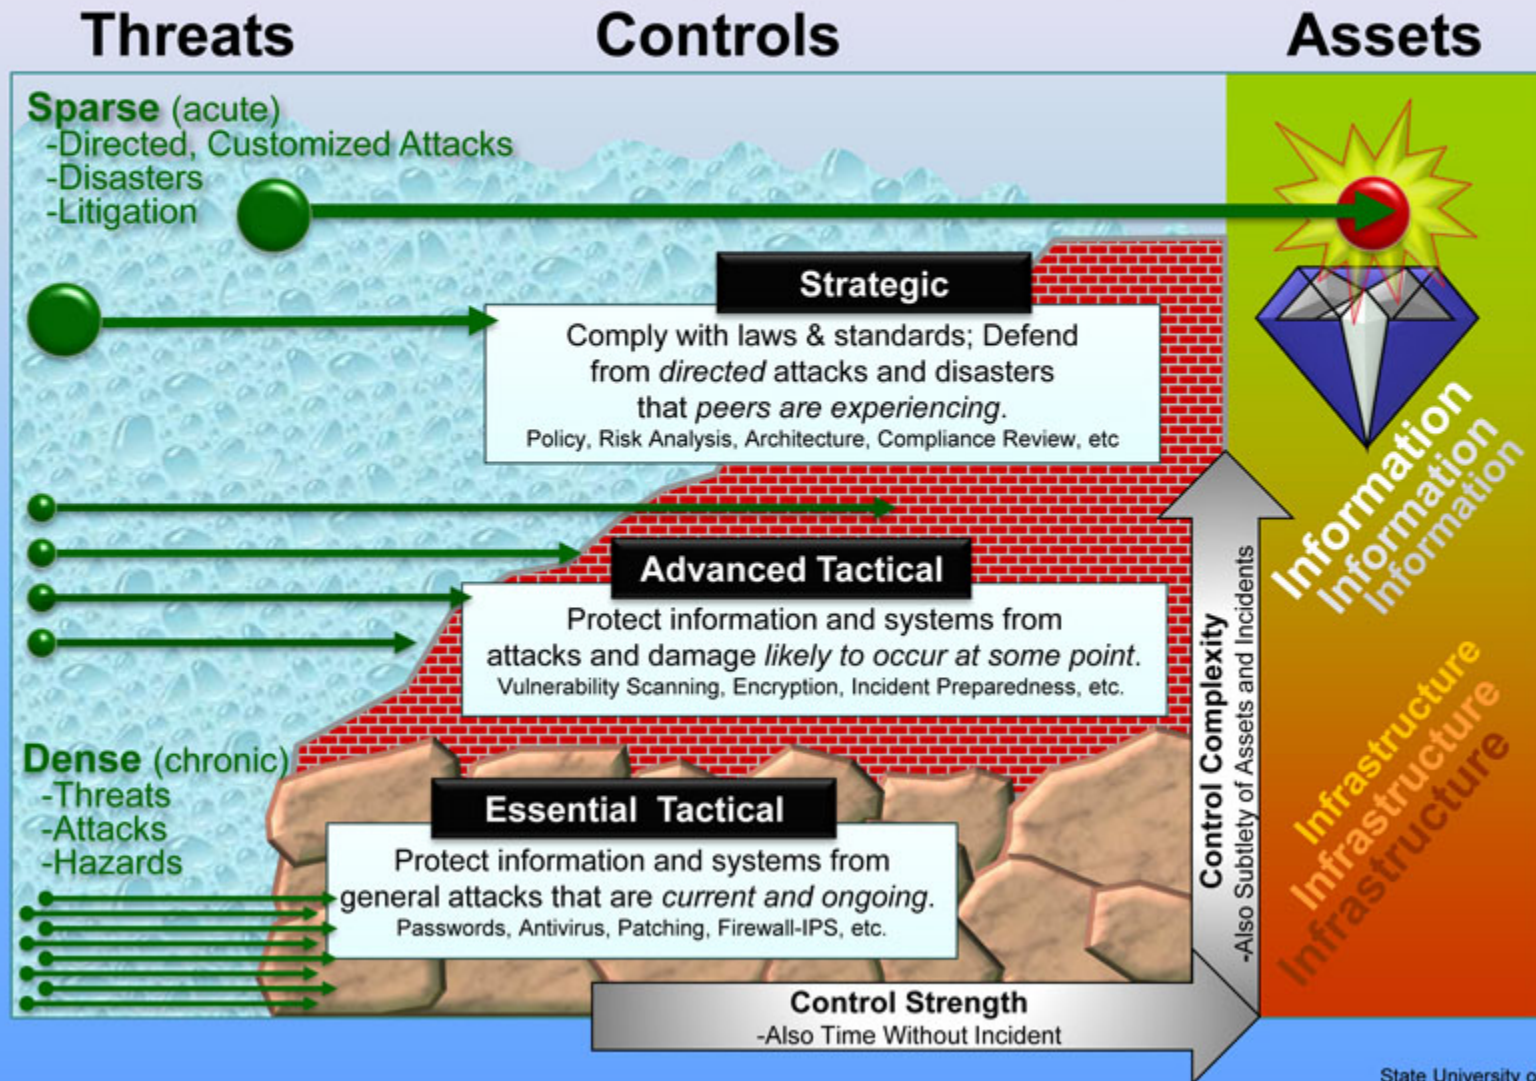 Threats
Controls
Assets
Sparse (acute)
-Directed, Customized Attacks
-Disasters
-Litigation
Strategic
Comply with laws & standards; Defend
from directed attacks and disasters
that peers are experiencing.
Policy, Risk Analysis, Architecture, Compliance Review, etc
Advanced Tactical
Protect information and systems from
attacks and damage likely to occur at some point.
Vulnerability Scanning, Encryption, Incident Preparedness, etc.
Dense (chronic)
-Threats
-Attacks
-Hazards
Essential Tactical
Protect information and systems from
general attacks that are current and ongoing.
Passwords, Antivirus, Patching, Firewall-IPS, etc.
Control Strength
-Also Time Without Incident
Control Complexity
-Also Subtlety of Assets and Incidents
Information
Information
Information
Infrastructure
Infrastructure
Infrastructure
State University o